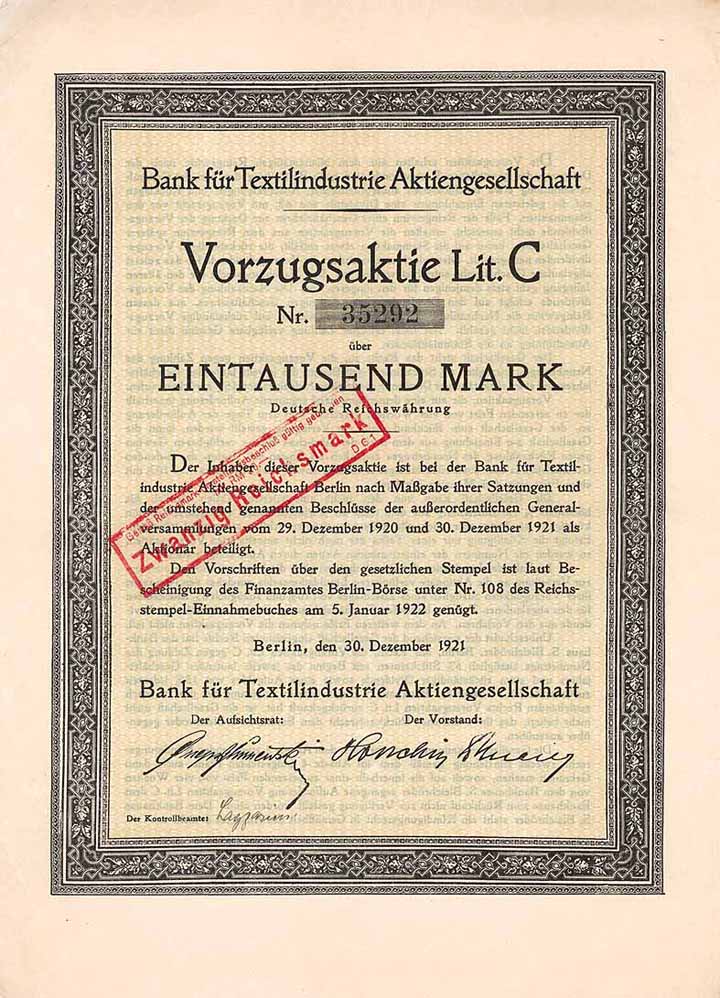 Bank für Textilindustrie Aktiengesellschaft
Vorzugsaktie Lit. C
Nr. 35292
über
EINTAUSEND MARK
Deutsche Reichswährung
Zwanzig Reichsmark
D 61
Der Inhaber dieser Vorzugsaktie ist bei der Bank für Textil-
industrie Aktiengesellschaft Berlin nach Maßgabe ihrer Satzungen und
der umstehend genannten Beschlüsse der außerordentlichen General-
versammlungen vom 29. Dezember 1920 und 30. Dezember 1921 als
Aktionär beteiligt.
Den Vorschriften über den gesetzlichen Stempel ist laut Be-
scheinigung des Finanzamtes Berlin-Börse unter Nr. 108 des Reichs-
stempel-Einnahmebuches am 5. Januar 1922 genügt.
Berlin, den 30. Dezember 1921
Bank für Textilindustrie Aktiengesellschaft
Der Aufsichtsrat: Der Vorstand:
Der Kontrollbeamte: